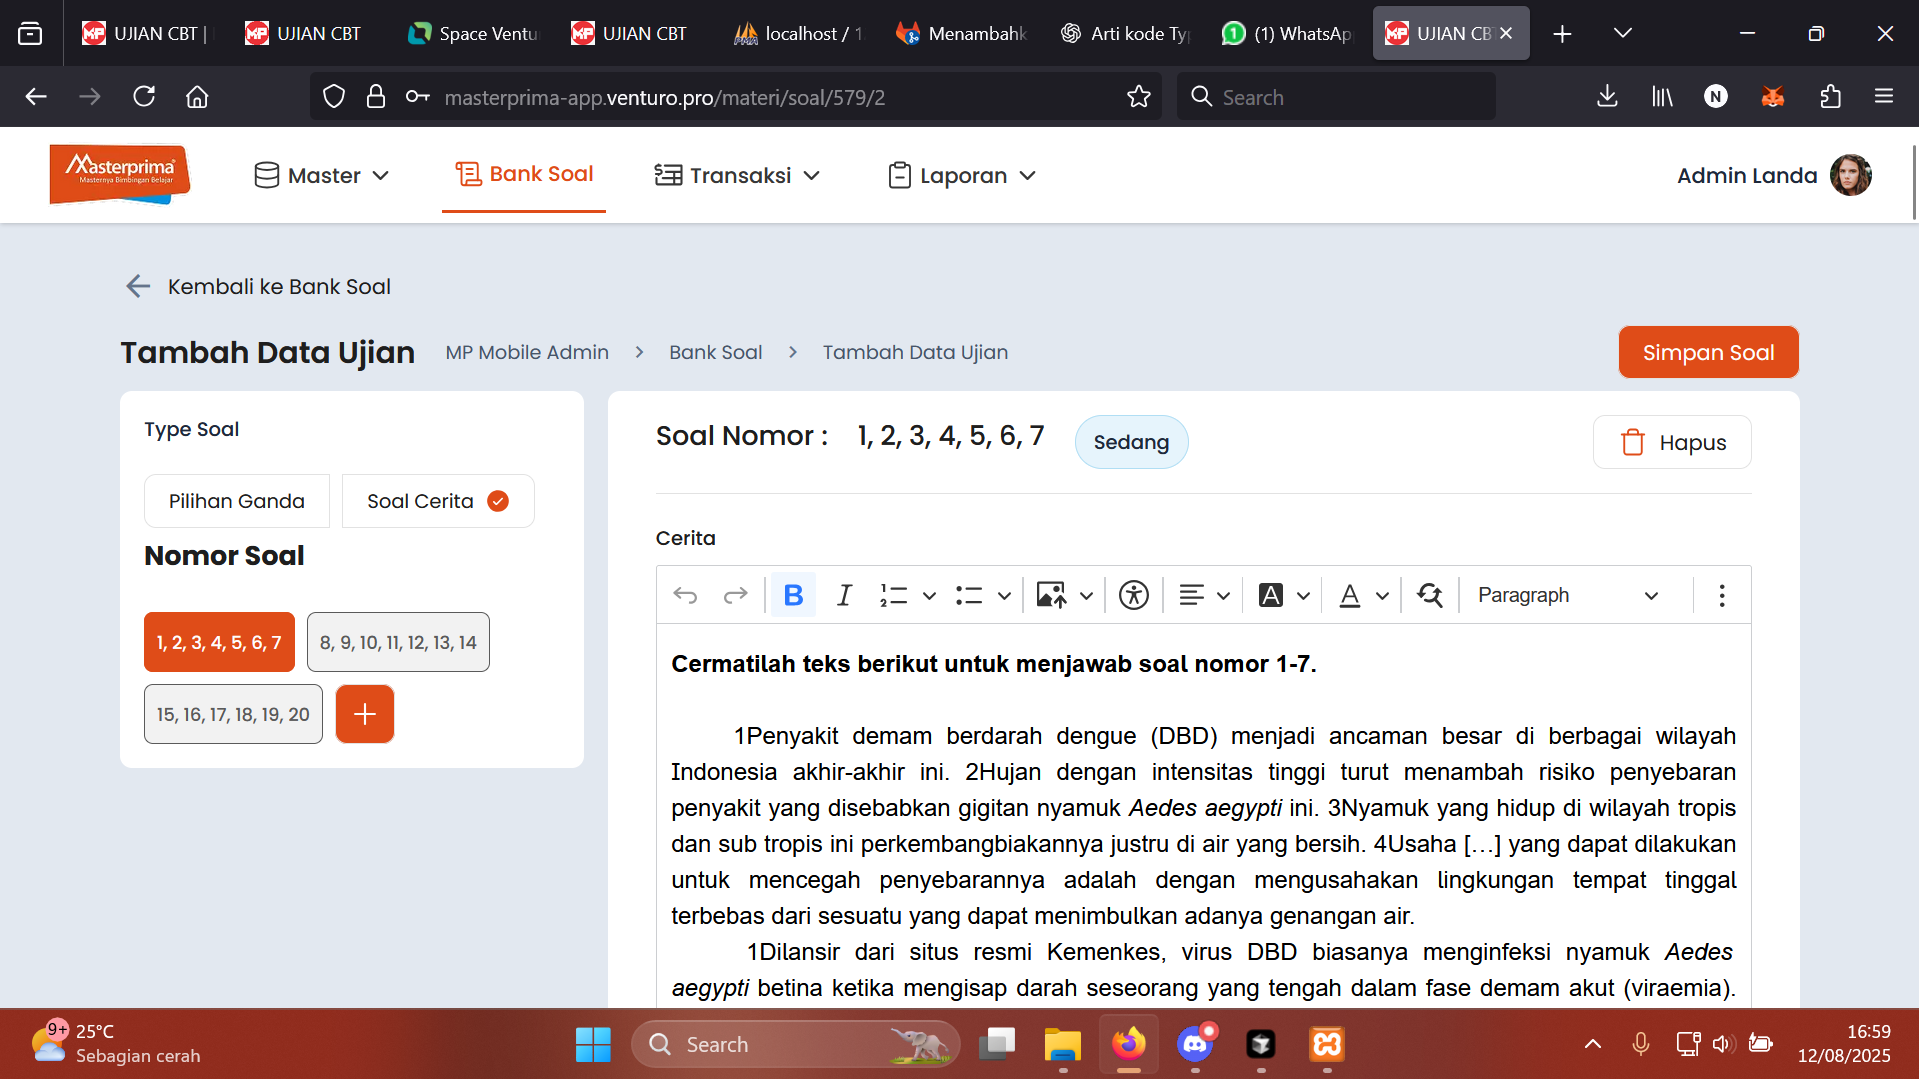 UJIAN CBT |
UJIAN CBT
Space Ventu
UJIAN CBT
localhost / 1
Menambahk
Arti kode Ty
(1) WhatsAp
UJIAN CB
masterprima-app.venturo.pro/materi/soal/579/2
Search
Masterprima
Masternya Bimbingan Belajar
Master
Bank Soal
Transaksi
Laporan
Admin Landa
Kembali ke Bank Soal
Tambah Data Ujian
MP Mobile Admin > Bank Soal > Tambah Data Ujian
Simpan Soal
Type Soal
Pilihan Ganda
Soal Cerita
Nomor Soal
1, 2, 3, 4, 5, 6, 7
8, 9, 10, 11, 12, 13, 14
15, 16, 17, 18, 19, 20
+
Soal Nomor : 1, 2, 3, 4, 5, 6, 7
Sedang
Hapus
Cerita
Paragraph
Cermatilah teks berikut untuk menjawab soal nomor 1-7.
1Penyakit demam berdarah dengue (DBD) menjadi ancaman besar di berbagai wilayah
Indonesia akhir-akhir ini. 2Hujan dengan intensitas tinggi turut menambah risiko penyebaran
penyakit yang disebabkan gigitan nyamuk Aedes aegypti ini. 3Nyamuk yang hidup di wilayah tropis
dan sub tropis ini perkembangbiakannya justru di air yang bersih. 4Usaha […] yang dapat dilakukan
untuk mencegah penyebarannya adalah dengan mengusahakan lingkungan tempat tinggal
terbebas dari sesuatu yang dapat menimbulkan adanya genangan air.
1Dilansir dari situs resmi Kemenkes, virus DBD biasanya menginfeksi nyamuk Aedes
aegypti betina ketika mengisap darah seseorang yang tengah dalam fase demam akut (viraemia).
9+
25°C
Sebagian cerah
Search
16:59
12/08/2025